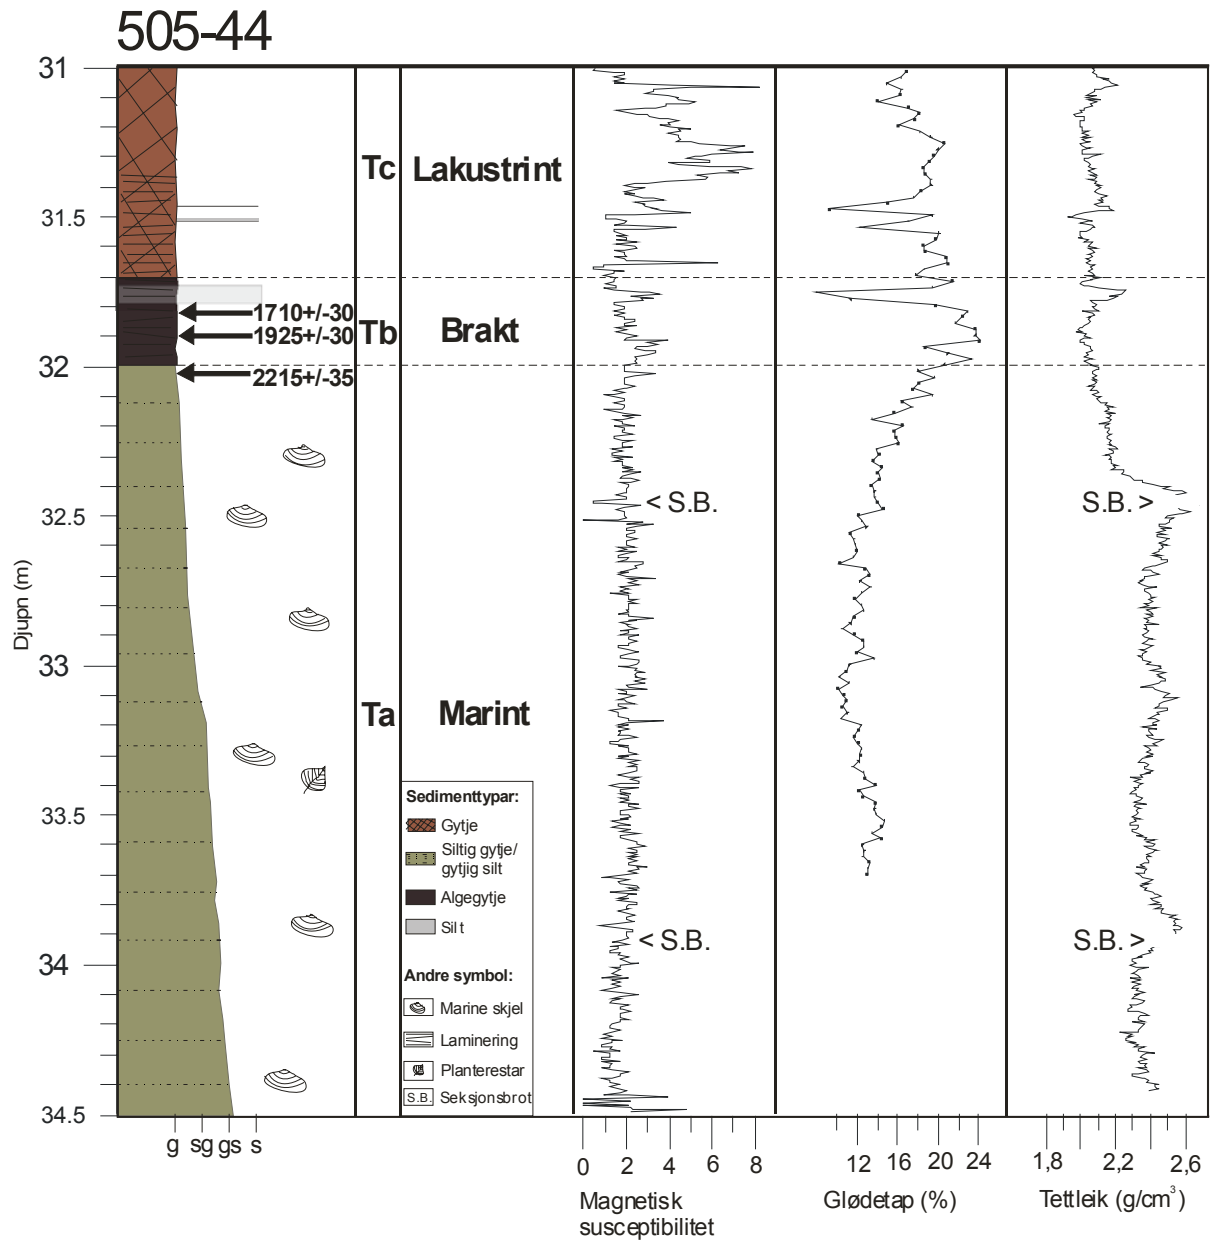 505-44
31
31.5
32
32.5
33
33.5
34
34.5
Djupn (m)
1710+/-30
1925+/-30
2215+/-35
Tc
Lakustrint
Tb
Brakt
Ta
Marint
Sedimenttypar:
Gytje
Siltig gytje/
gytjig silt
Algegytje
Silt
Andre symbol:
Marine skjel
Laminering
Planterestar
S.B. Seksjonsbrot
< S.B.
< S.B.
S.B. >
S.B. >
g sg gs s
0 2 4 6 8
Magnetisk
susceptibilitet
12 16 20 24
Glødetap (%)
1,8 2,2 2,6
Tettleik (g/cm³)